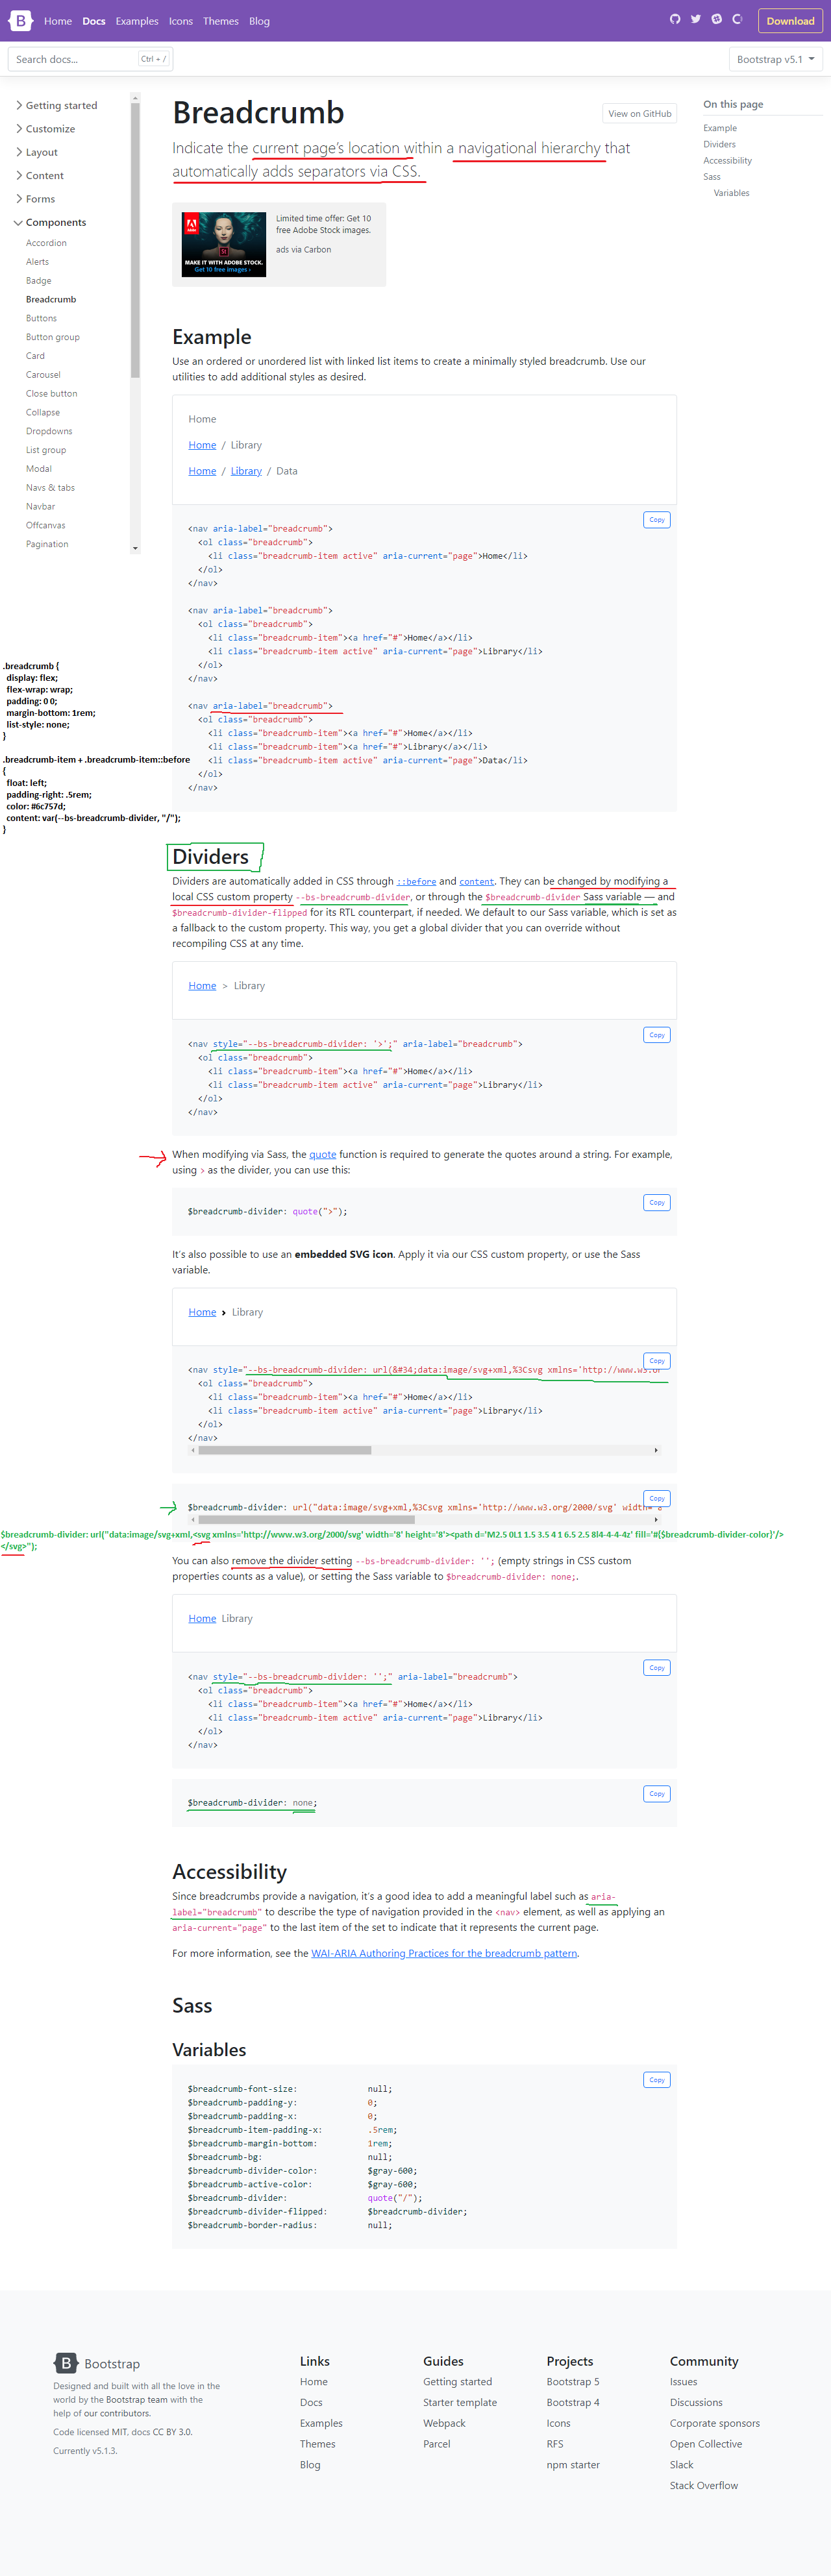 B Home Docs Examples Icons Themes Blog Download
Search docs... Ctrl + / Bootstrap v5.1
Getting started
Customize
Layout
Content
Forms
Components
Accordion
Alerts
Badge
Breadcrumb
Buttons
Button group
Card
Carousel
Close button
Collapse
Dropdowns
List group
Modal
Navs & tabs
Navbar
Offcanvas
Pagination
Breadcrumb
View on GitHub
Indicate the current page's location within a navigational hierarchy that
automatically adds separators via CSS.
On this page
Example
Dividers
Accessibility
Sass
Variables
Adobe
St
MAKE IT WITH ADOBE STOCK.
Get 10 free images ›
Limited time offer: Get 10
free Adobe Stock images.
ads via Carbon
Example
Use an ordered or unordered list with linked list items to create a minimally styled breadcrumb. Use our
utilities to add additional styles as desired.
Home
Home / Library
Home / Library / Data
Copy
<nav aria-label="breadcrumb">
<ol class="breadcrumb">
<li class="breadcrumb-item active" aria-current="page">Home</li>
</ol>
</nav>
<nav aria-label="breadcrumb">
<ol class="breadcrumb">
<li class="breadcrumb-item"><a href="#">Home</a></li>
<li class="breadcrumb-item active" aria-current="page">Library</li>
</ol>
</nav>
<nav aria-label="breadcrumb">
<ol class="breadcrumb">
<li class="breadcrumb-item"><a href="#">Home</a></li>
<li class="breadcrumb-item"><a href="#">Library</a></li>
<li class="breadcrumb-item active" aria-current="page">Data</li>
</ol>
</nav>
.breadcrumb {
display: flex;
flex-wrap: wrap;
padding: 0 0;
margin-bottom: 1rem;
list-style: none;
}
.breadcrumb-item + .breadcrumb-item::before
{
float: left;
padding-right: .5rem;
color: #6c757d;
content: var(--bs-breadcrumb-divider, "/");
}
Dividers
Dividers are automatically added in CSS through ::before and content. They can be changed by modifying a
local CSS custom property --bs-breadcrumb-divider, or through the $breadcrumb-divider Sass variable — and
$breadcrumb-divider-flipped for its RTL counterpart, if needed. We default to our Sass variable, which is set as
a fallback to the custom property. This way, you get a global divider that you can override without
recompiling CSS at any time.
Home > Library
Copy
<nav style="--bs-breadcrumb-divider: '>';" aria-label="breadcrumb">
<ol class="breadcrumb">
<li class="breadcrumb-item"><a href="#">Home</a></li>
<li class="breadcrumb-item active" aria-current="page">Library</li>
</ol>
</nav>
When modifying via Sass, the quote function is required to generate the quotes around a string. For example,
using > as the divider, you can use this:
Copy
$breadcrumb-divider: quote(">");
It's also possible to use an embedded SVG icon. Apply it via our CSS custom property, or use the Sass
variable.
Home › Library
Copy
<nav style="--bs-breadcrumb-divider: url(&#34;data:image/svg+xml,%3Csvg xmlns='http://www.w3.or
<ol class="breadcrumb">
<li class="breadcrumb-item"><a href="#">Home</a></li>
<li class="breadcrumb-item active" aria-current="page">Library</li>
</ol>
</nav>
Copy
$breadcrumb-divider: url("data:image/svg+xml,%3Csvg xmlns='http://www.w3.org/2000/svg' width='8
$breadcrumb-divider: url("data:image/svg+xml,<svg xmlns='http://www.w3.org/2000/svg' width='8' height='8'><path d='M2.5 0L1 1.5 3.5 4 1 6.5 2.5 8l4-4-4-4z' fill='#{$breadcrumb-divider-color}'/>
</svg>");
You can also remove the divider setting --bs-breadcrumb-divider: ''; (empty strings in CSS custom
properties counts as a value), or setting the Sass variable to $breadcrumb-divider: none;.
Home Library
Copy
<nav style="--bs-breadcrumb-divider: '';" aria-label="breadcrumb">
<ol class="breadcrumb">
<li class="breadcrumb-item"><a href="#">Home</a></li>
<li class="breadcrumb-item active" aria-current="page">Library</li>
</ol>
</nav>
Copy
$breadcrumb-divider: none;
Accessibility
Since breadcrumbs provide a navigation, it's a good idea to add a meaningful label such as aria-
label="breadcrumb" to describe the type of navigation provided in the <nav> element, as well as applying an
aria-current="page" to the last item of the set to indicate that it represents the current page.
For more information, see the WAI-ARIA Authoring Practices for the breadcrumb pattern.
Sass
Variables
Copy
$breadcrumb-font-size: null;
$breadcrumb-padding-y: 0;
$breadcrumb-padding-x: 0;
$breadcrumb-item-padding-x: .5rem;
$breadcrumb-margin-bottom: 1rem;
$breadcrumb-bg: null;
$breadcrumb-divider-color: $gray-600;
$breadcrumb-active-color: $gray-600;
$breadcrumb-divider: quote("/");
$breadcrumb-divider-flipped: $breadcrumb-divider;
$breadcrumb-border-radius: null;
B Bootstrap
Designed and built with all the love in the
world by the Bootstrap team with the
help of our contributors.
Code licensed MIT, docs CC BY 3.0.
Currently v5.1.3.
Links
Home
Docs
Examples
Themes
Blog
Guides
Getting started
Starter template
Webpack
Parcel
Projects
Bootstrap 5
Bootstrap 4
Icons
RFS
npm starter
Community
Issues
Discussions
Corporate sponsors
Open Collective
Slack
Stack Overflow